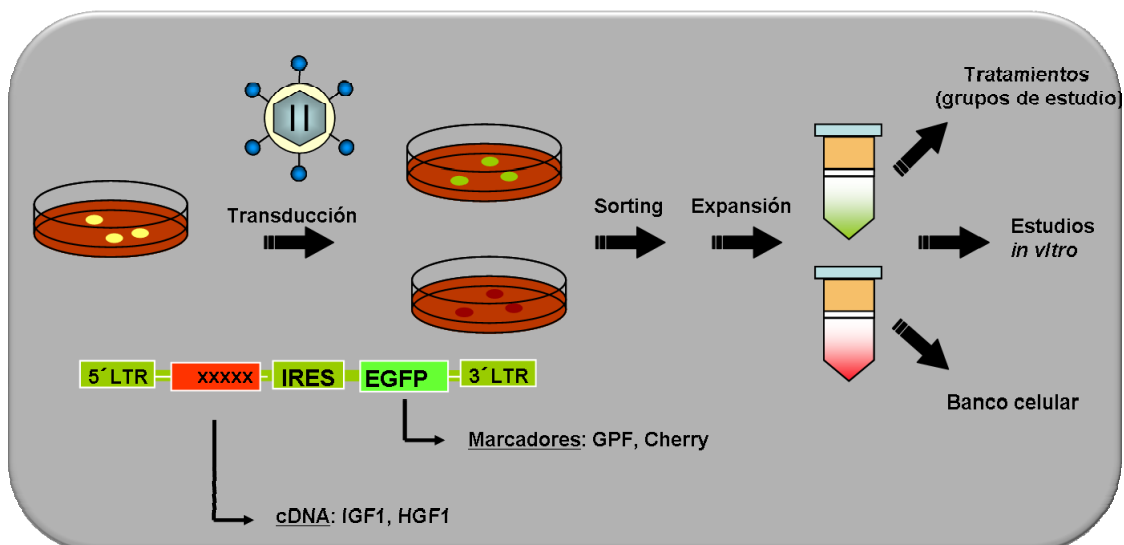 Tratamientos
(grupos de estudio)
Transducción
Sorting
Expansión
Estudios
in vitro
5´LTR
xxxxx
IRES
EGFP
3´LTR
Banco celular
Marcadores: GPF, Cherry
cDNA: IGF1, HGF1